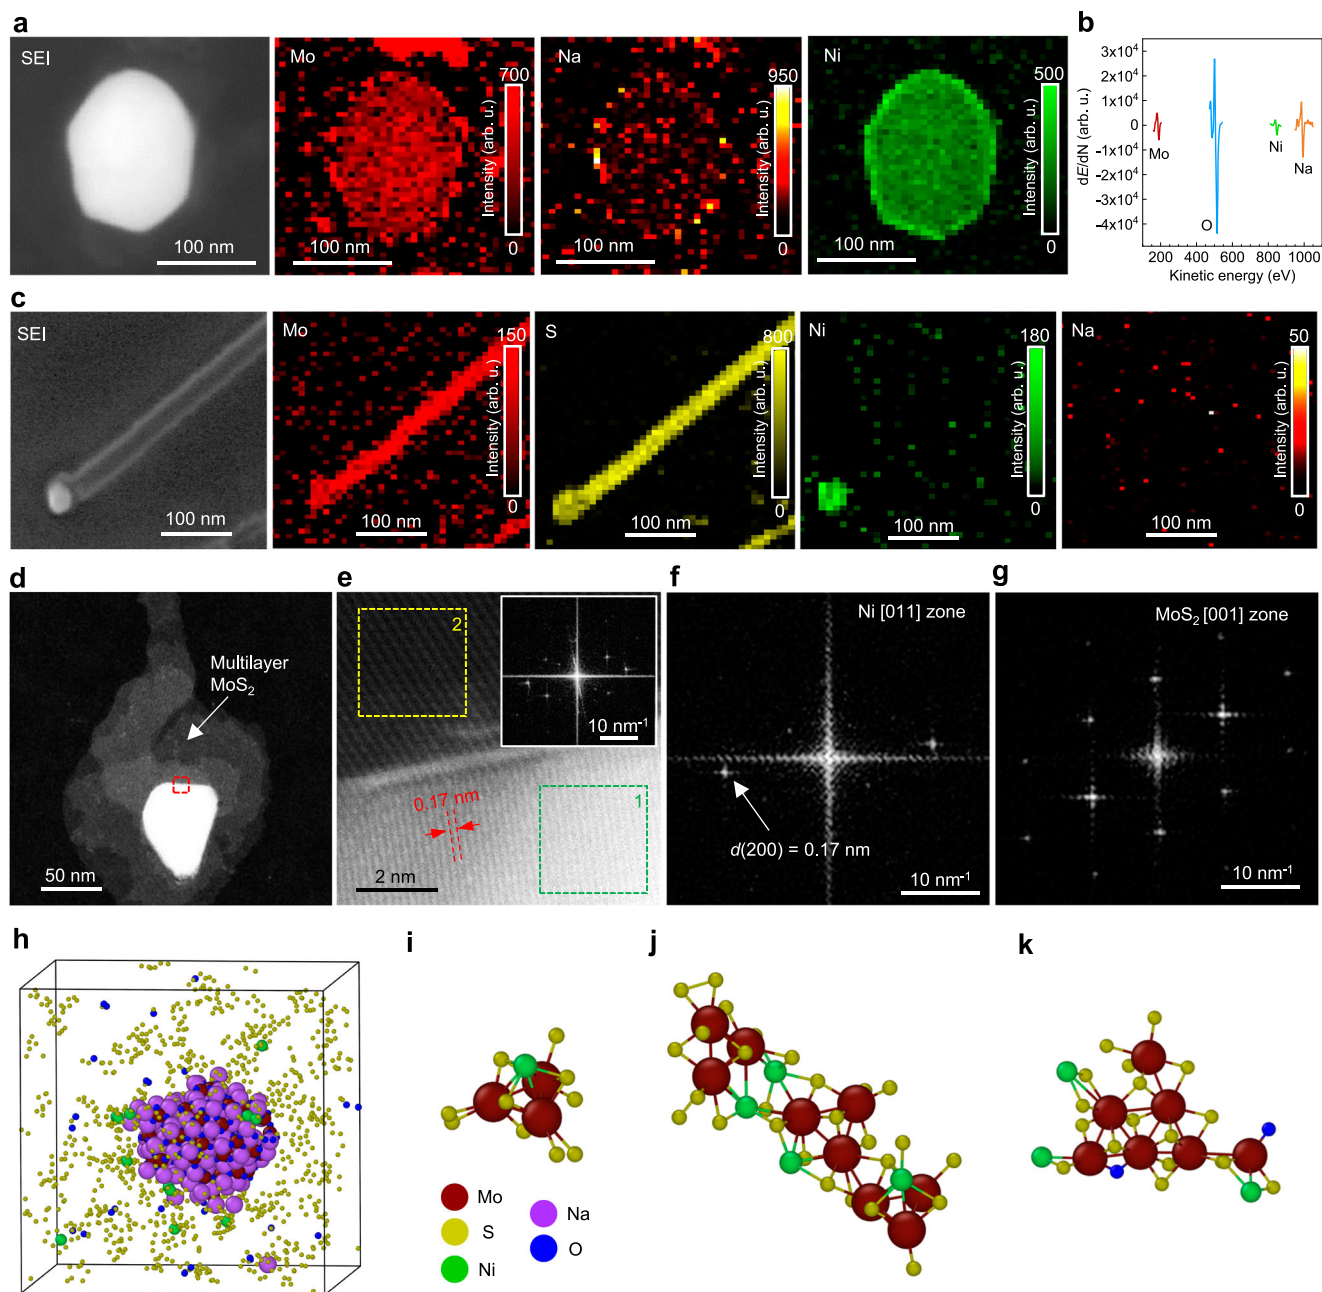 a
SEI
100 nm
Mo
700
Intensity (arb. u.)
0
100 nm
Na
950
Intensity (arb. u.)
0
100 nm
Ni
500
Intensity (arb. u.)
0
100 nm
b
3x10⁴
2x10⁴
1x10⁴
0
-1x10⁴
-2x10⁴
-3x10⁴
-4x10⁴
dE/dN (arb. u.)
Mo
O
Ni
Na
200 400 600 800 1000
Kinetic energy (eV)
c
SEI
100 nm
Mo
150
Intensity (arb. u.)
0
100 nm
S
800
Intensity (arb. u.)
0
100 nm
Ni
180
Intensity (arb. u.)
0
100 nm
Na
50
Intensity (arb. u.)
0
100 nm
d
Multilayer
MoS₂
50 nm
e
2
10 nm⁻¹
0.17 nm
1
2 nm
f
Ni [011] zone
d(200) = 0.17 nm
10 nm⁻¹
g
MoS₂ [001] zone
10 nm⁻¹
h
i
j
k
Mo
S
Ni
Na
O